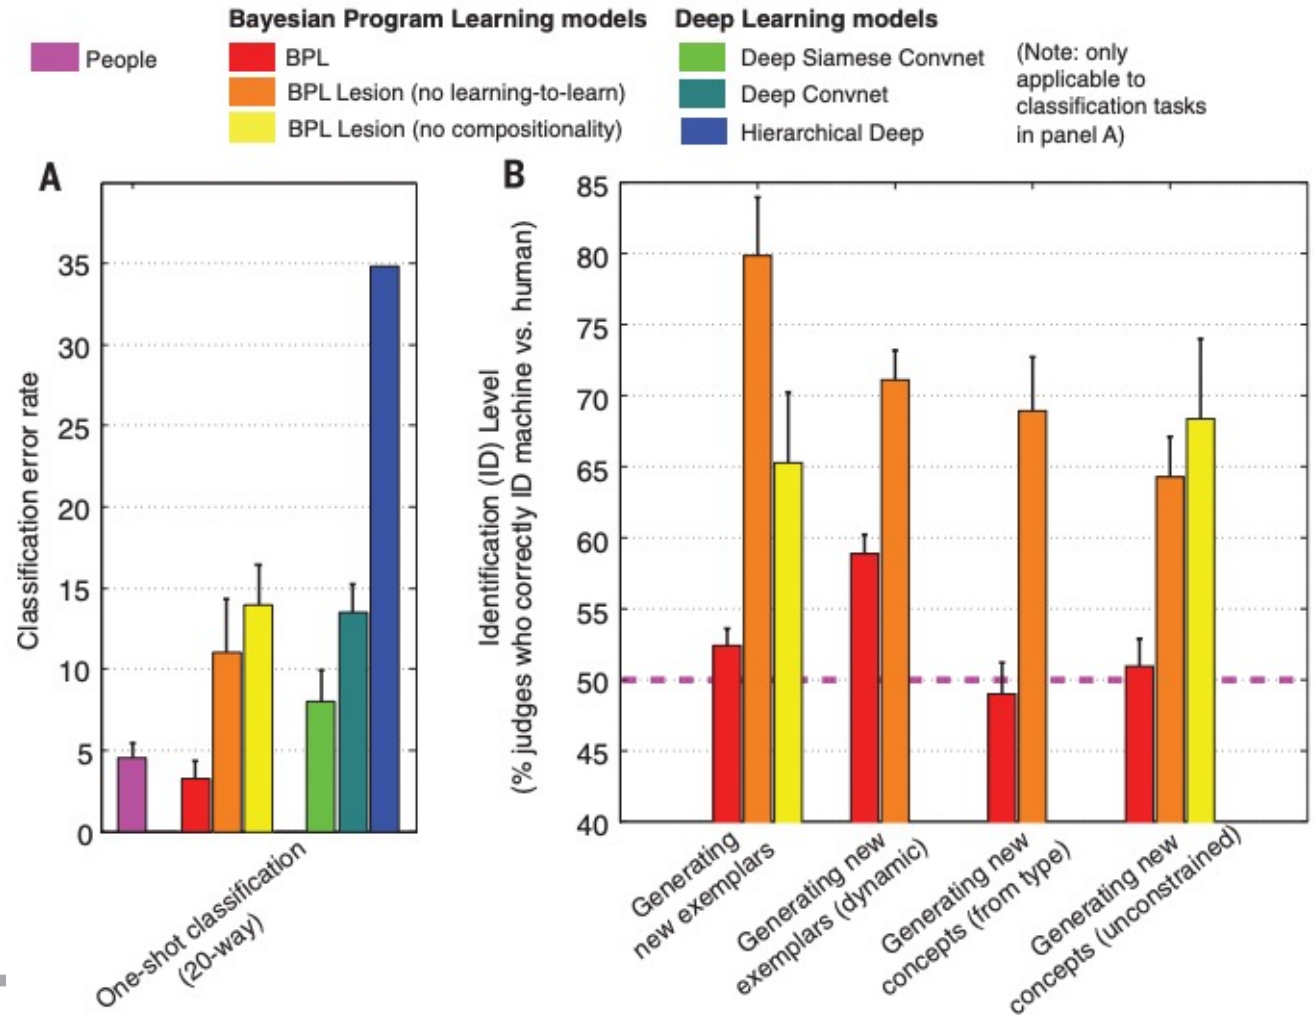 Bayesian Program Learning models
Deep Learning models
People
BPL
BPL Lesion (no learning-to-learn)
BPL Lesion (no compositionality)
Deep Siamese Convnet
Deep Convnet
Hierarchical Deep
(Note: only
applicable to
classification tasks
in panel A)
A
Classification error rate
35
30
25
20
15
10
5
0
One-shot classification
(20-way)
B
Identification (ID) Level
(% judges who correctly ID machine vs. human)
85
80
75
70
65
60
55
50
45
40
Generating
new exemplars
Generating new
exemplars (dynamic)
Generating new
concepts (from type)
Generating new
concepts (unconstrained)